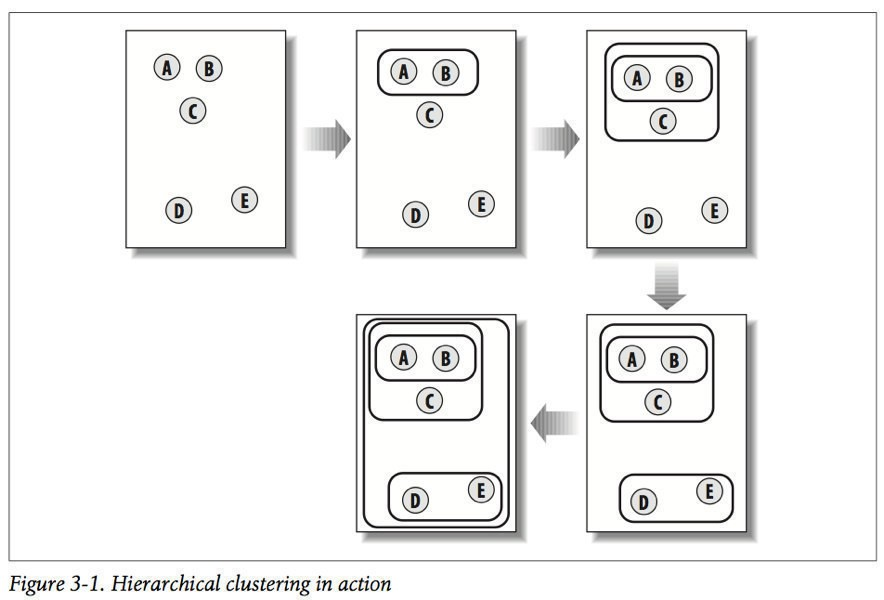 A B
C
D E
A B
C
D E
A B
C
D E
A B
C
D E
A B
C
D E
Figure 3-1. Hierarchical clustering in action